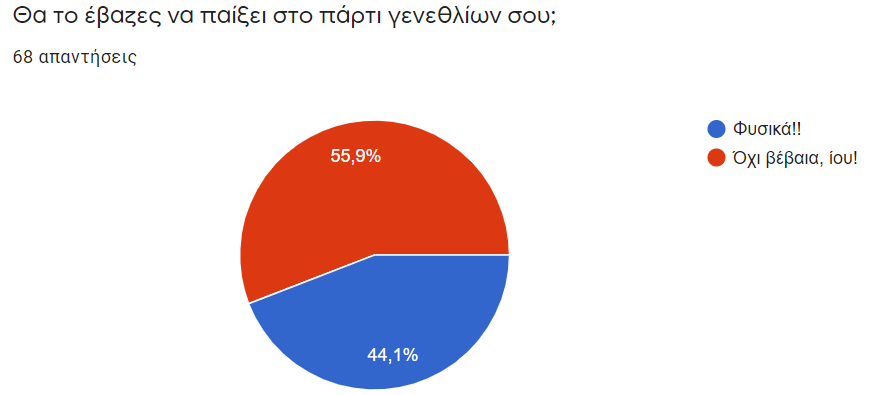 Θα το έβαζες να παίξει στο πάρτι γενεθλίων σου;
68 απαντήσεις
55,9%
44,1%
Φυσικά!!
Όχι βέβαια, ίου!